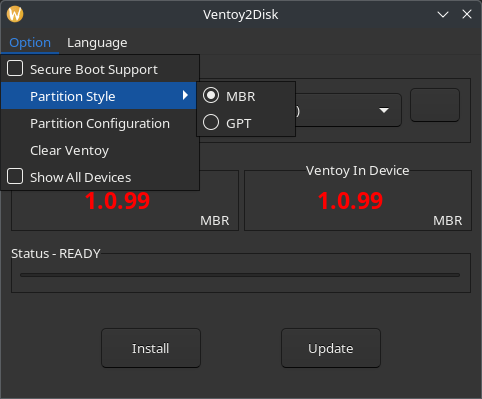 Ventoy2Disk
Option Language
Secure Boot Support
Partition Style
MBR
)
Partition Configuration
GPT
Clear Ventoy
Show All Devices
Ventoy In Device
1.0.99
1.0.99
MBR
MBR
Status - READY
Install
Update